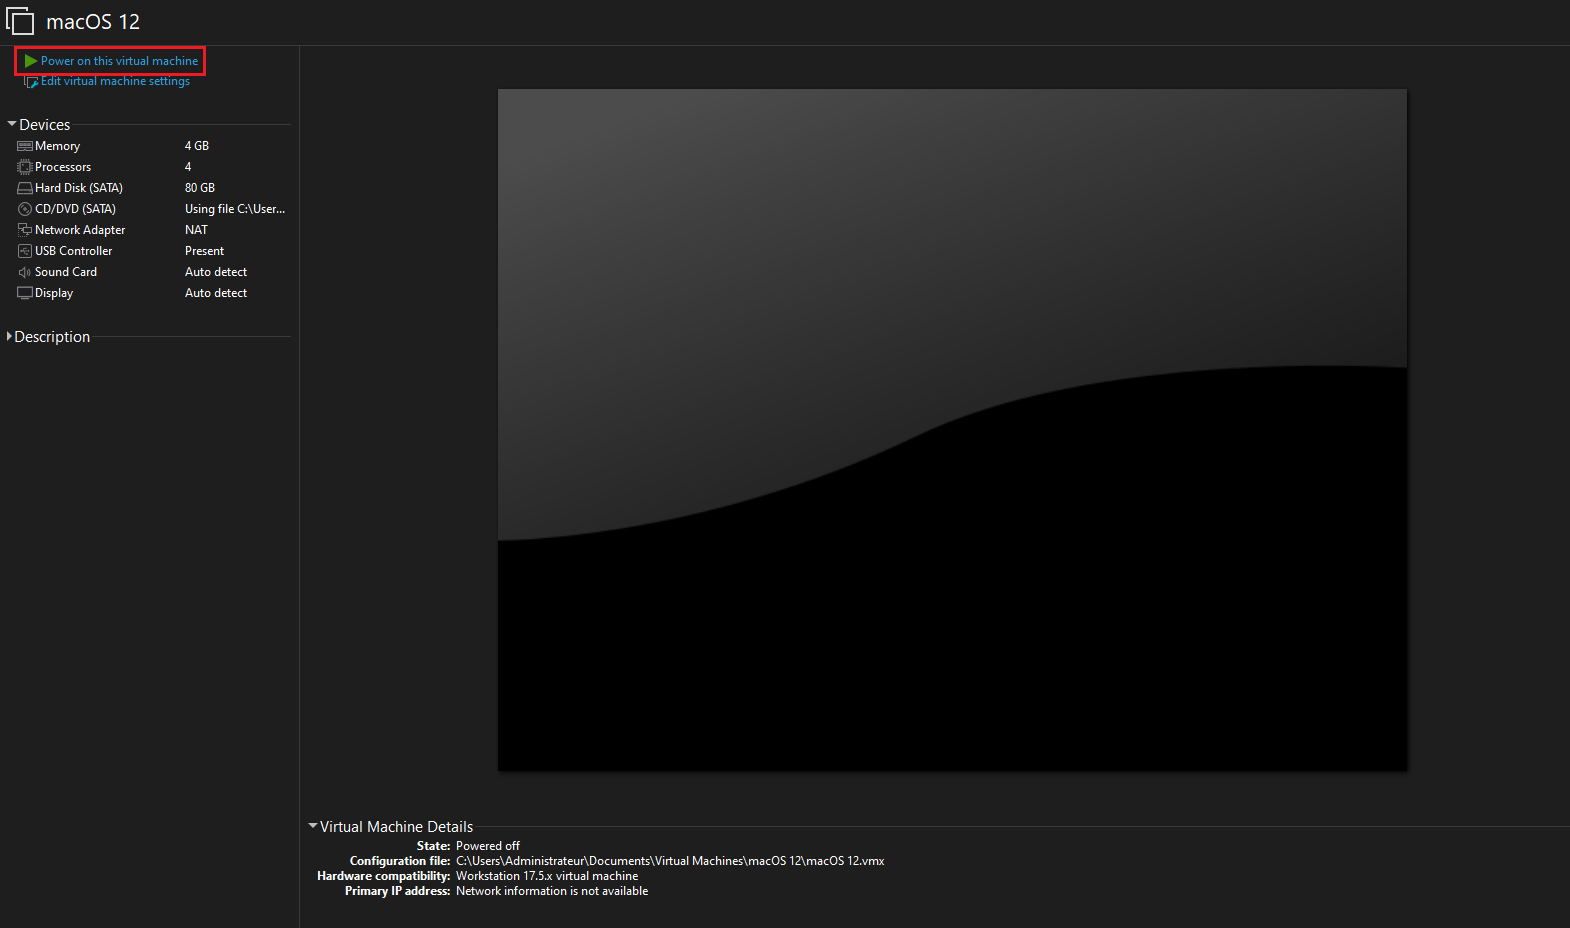 macOS 12
Power on this virtual machine
Edit virtual machine settings
Devices
Memory 4 GB
Processors 4
Hard Disk (SATA) 80 GB
CD/DVD (SATA) Using file C:\User...
Network Adapter NAT
USB Controller Present
Sound Card Auto detect
Display Auto detect
Description
Virtual Machine Details
State: Powered off
Configuration file: C:\Users\Administrateur\Documents\Virtual Machines\macOS 12\macOS 12.vmx
Hardware compatibility: Workstation 17.5.x virtual machine
Primary IP address: Network information is not available